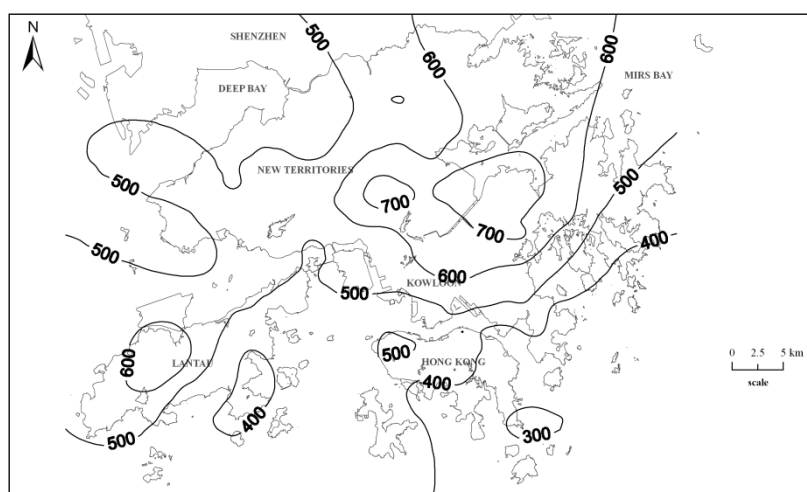 N
SHENZHEN
500
600
600
MIRS BAY
DEEP BAY
NEW TERRITORIES
500
500
700
700
500
400
500
600
KOWLOON
500
600
LANTAU
500
HONG KONG
400
400
300
500
0 2.5 5 km
scale